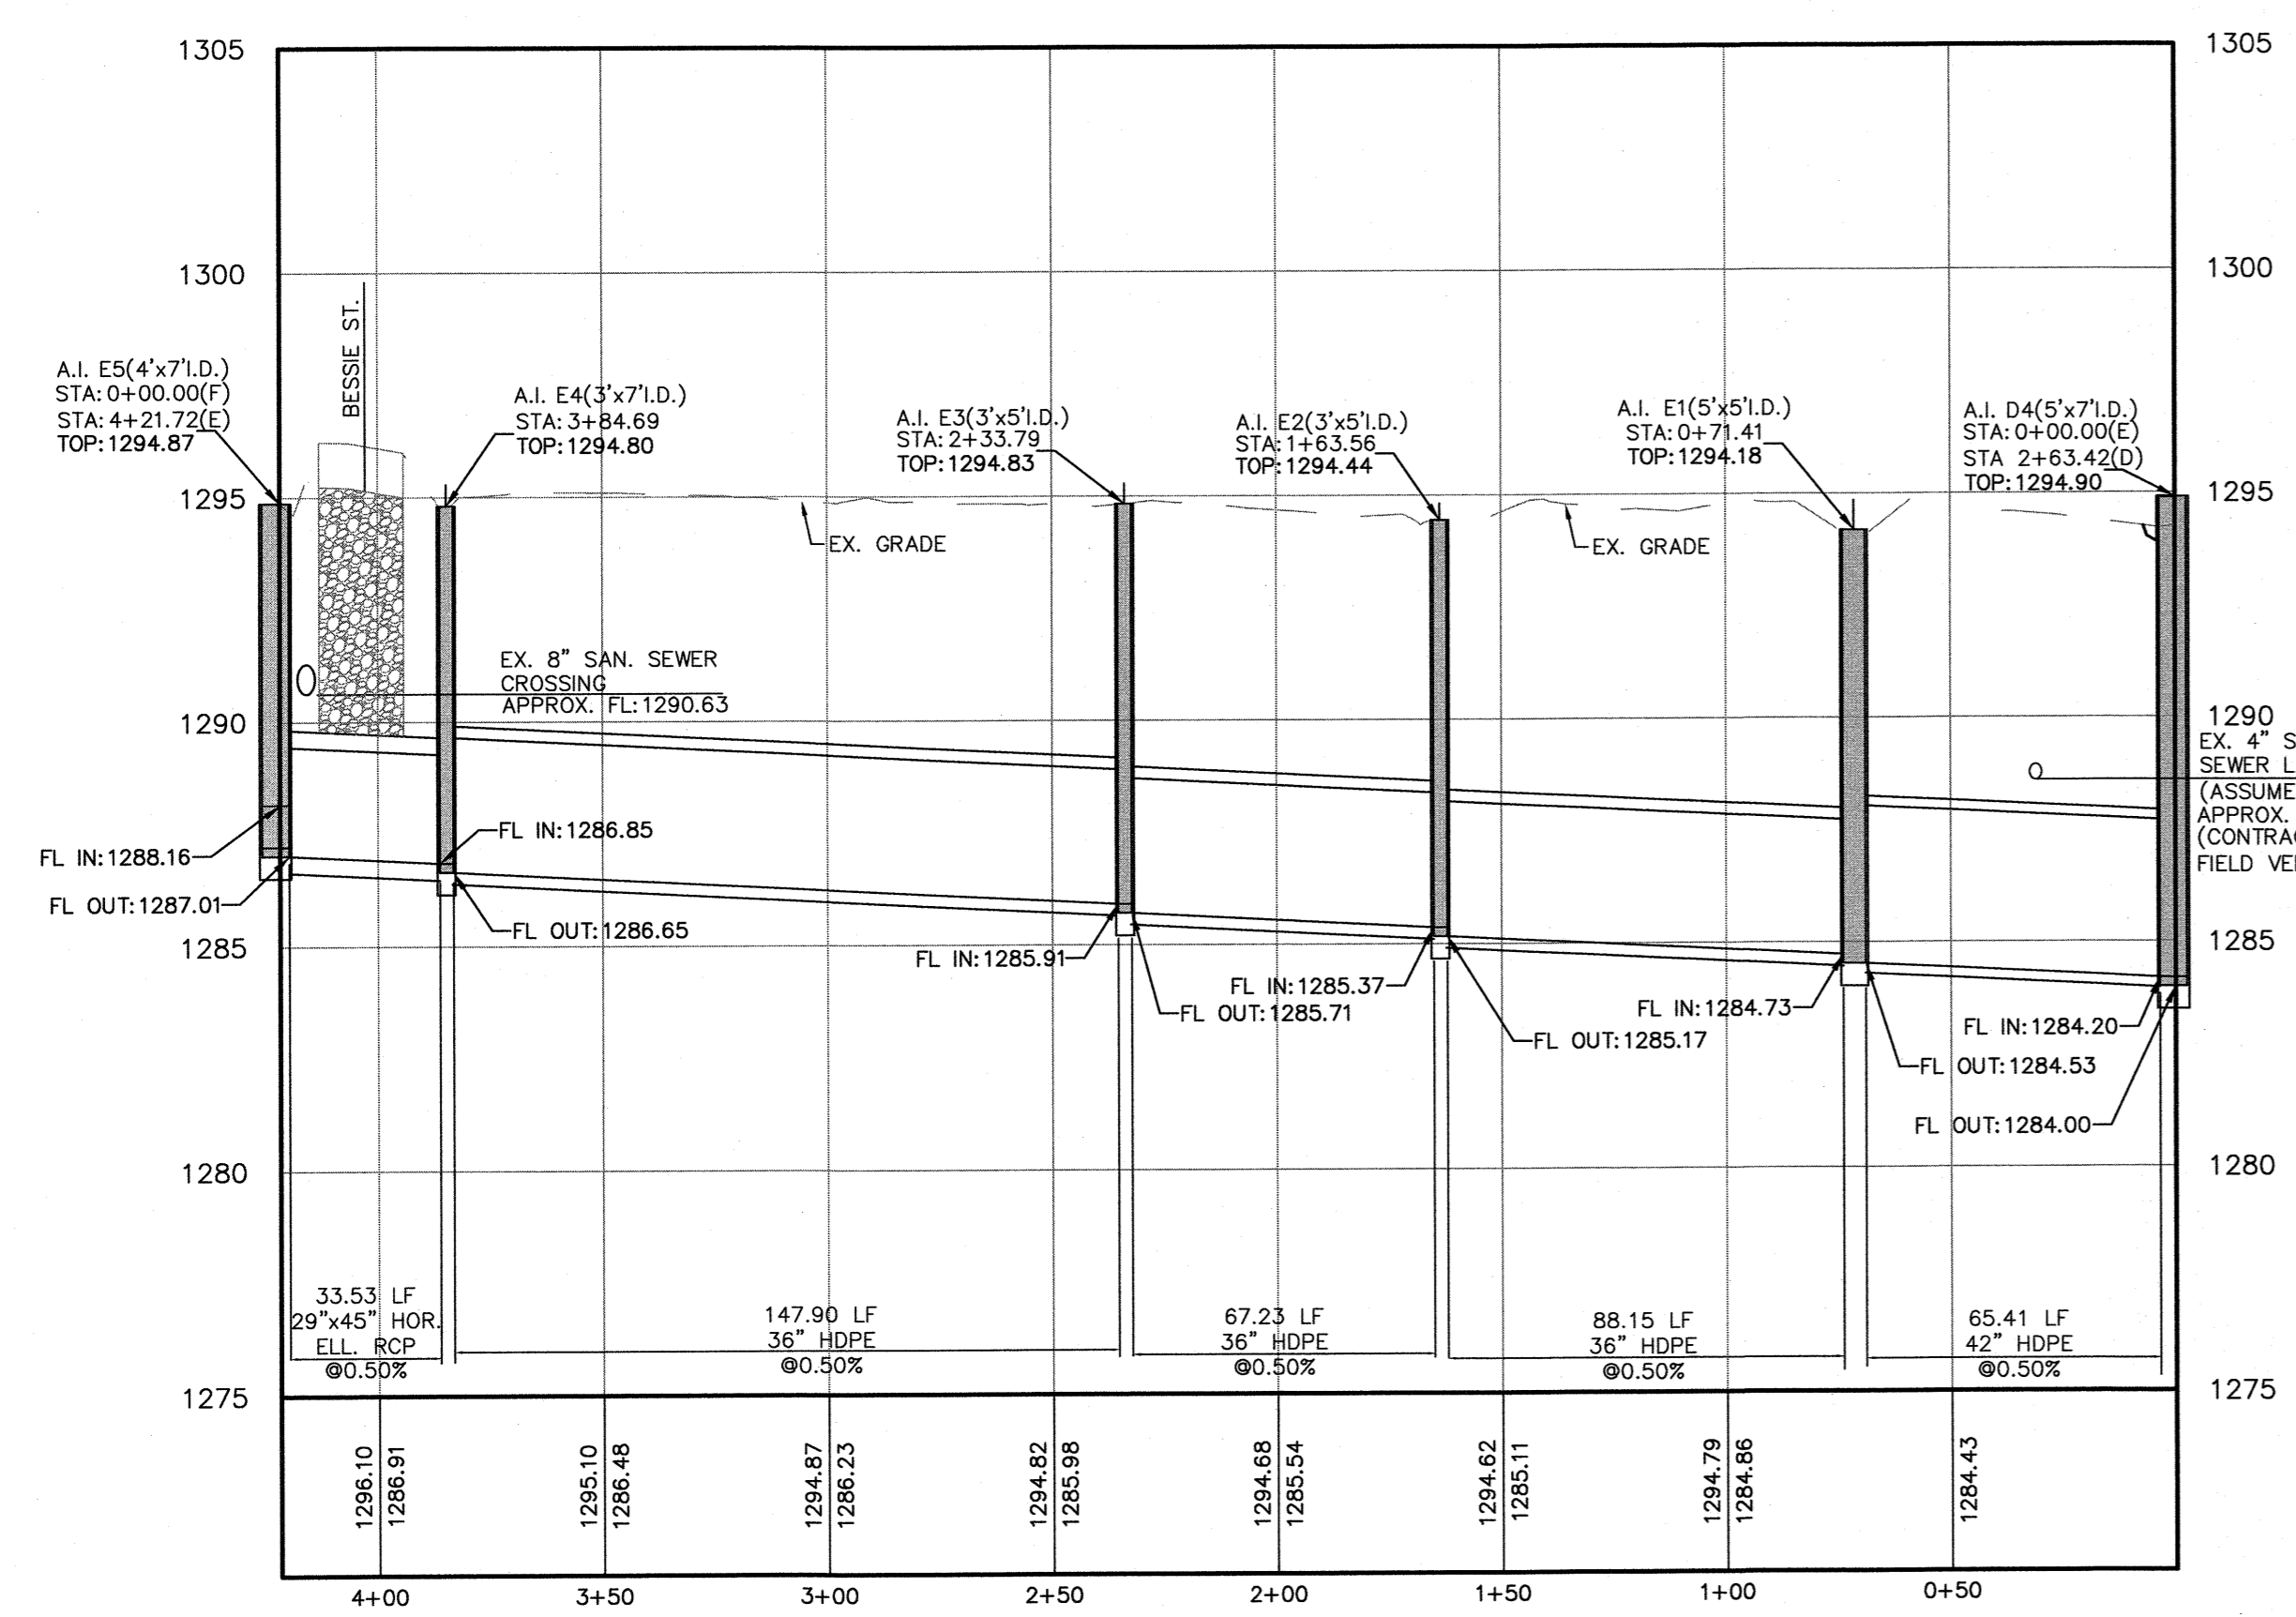 1305
1305
1300
1300
BESSIE ST.
A.I. E5(4'x7'I.D.)
STA: 0+00.00(F)
STA: 4+21.72(E)
TOP:1294.87
A.I. E4(3'x7'I.D.)
STA: 3+84.69
TOP:1294.80
A.I. E3(3'x5'I.D.)
STA: 2+33.79
TOP:1294.83
A.I. E2(3'x5'I.D.)
STA: 1+63.56
TOP:1294.44
A.I. E1(5'x5'I.D.)
STA: 0+71.41
TOP:1294.18
A.I. D4(5'x7'I.D.)
STA: 0+00.00(E)
STA 2+63.42(D)
TOP:1294.90
1295
1295
EX. GRADE
EX. GRADE
EX. 8" SAN. SEWER
CROSSING
APPROX. FL:1290.63
1290
1290
EX. 4" S
SEWER L
(ASSUME
APPROX.
(CONTRA
FIELD VE
FL IN:1288.16
FL IN:1286.85
FL OUT:1287.01
FL OUT:1286.65
1285
1285
FL IN:1285.91
FL OUT:1285.71
FL IN:1285.37
FL OUT:1285.17
FL IN:1284.73
FL OUT:1284.53
FL IN:1284.20
FL OUT:1284.00
1280
1280
33.53 LF
29"x45" HOR.
ELL. RCP
@0.50%
147.90 LF
36" HDPE
@0.50%
67.23 LF
36" HDPE
@0.50%
88.15 LF
36" HDPE
@0.50%
65.41 LF
42" HDPE
@0.50%
1275
1275
1296.10
1286.91
1295.10
1286.48
1294.87
1286.23
1294.82
1285.98
1294.68
1285.54
1294.62
1285.11
1294.79
1284.86
1284.43
4+00
3+50
3+00
2+50
2+00
1+50
1+00
0+50